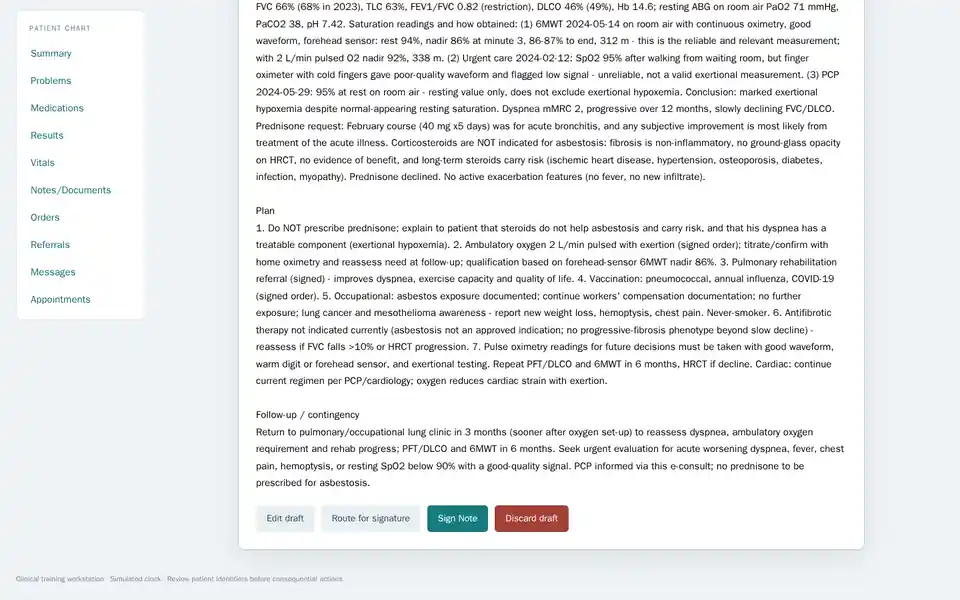 PATIENT CHART
Summary
Problems
Medications
Results
Vitals
Notes/Documents
Orders
Referrals
Messages
Appointments
FVC 66% (68% in 2023), TLC 63%, FEV1/FVC 0.82 (restriction), DLCO 46% (49%), Hb 14.6; resting ABG on room air PaO2 71 mmHg,
PaCO2 38, pH 7.42. Saturation readings and how obtained: (1) 6MWT 2024-05-14 on room air with continuous oximetry, good
waveform, forehead sensor: rest 94%, nadir 86% at minute 3, 86-87% to end, 312 m - this is the reliable and relevant measurement;
with 2 L/min pulsed O2 nadir 92%, 338 m. (2) Urgent care 2024-02-12: SpO2 95% after walking from waiting room, but finger
oximeter with cold fingers gave poor-quality waveform and flagged low signal - unreliable, not a valid exertional measurement. (3) PCP
2024-05-29: 95% at rest on room air - resting value only, does not exclude exertional hypoxemia. Conclusion: marked exertional
hypoxemia despite normal-appearing resting saturation. Dyspnea mMRC 2, progressive over 12 months, slowly declining FVC/DLCO.
Prednisone request: February course (40 mg x5 days) was for acute bronchitis, and any subjective improvement is most likely from
treatment of the acute illness. Corticosteroids are NOT indicated for asbestosis: fibrosis is non-inflammatory, no ground-glass opacity
on HRCT, no evidence of benefit, and long-term steroids carry risk (ischemic heart disease, hypertension, osteoporosis, diabetes,
infection, myopathy). Prednisone declined. No active exacerbation features (no fever, no new infiltrate).
Plan
1. Do NOT prescribe prednisone; explain to patient that steroids do not help asbestosis and carry risk, and that his dyspnea has a
treatable component (exertional hypoxemia). 2. Ambulatory oxygen 2 L/min pulsed with exertion (signed order); titrate/confirm with
home oximetry and reassess need at follow-up; qualification based on forehead-sensor 6MWT nadir 86%. 3. Pulmonary rehabilitation
referral (signed) - improves dyspnea, exercise capacity and quality of life. 4. Vaccination: pneumococcal, annual influenza, COVID-19
(signed order). 5. Occupational: asbestos exposure documented; continue workers' compensation documentation; no further
exposure; lung cancer and mesothelioma awareness - report new weight loss, hemoptysis, chest pain. Never-smoker. 6. Antifibrotic
therapy not indicated currently (asbestosis not an approved indication; no progressive-fibrosis phenotype beyond slow decline) -
reassess if FVC falls >10% or HRCT progression. 7. Pulse oximetry readings for future decisions must be taken with good waveform,
warm digit or forehead sensor, and exertional testing. Repeat PFT/DLCO and 6MWT in 6 months, HRCT if decline. Cardiac: continue
current regimen per PCP/cardiology; oxygen reduces cardiac strain with exertion.
Follow-up / contingency
Return to pulmonary/occupational lung clinic in 3 months (sooner after oxygen set-up) to reassess dyspnea, ambulatory oxygen
requirement and rehab progress; PFT/DLCO and 6MWT in 6 months. Seek urgent evaluation for acute worsening dyspnea, fever, chest
pain, hemoptysis, or resting SpO2 below 90% with a good-quality signal. PCP informed via this e-consult; no prednisone to be
prescribed for asbestosis.
Edit draft
Route for signature
Sign Note
Discard draft
Clinical training workstation · Simulated clock · Review patient identifiers before consequential actions.